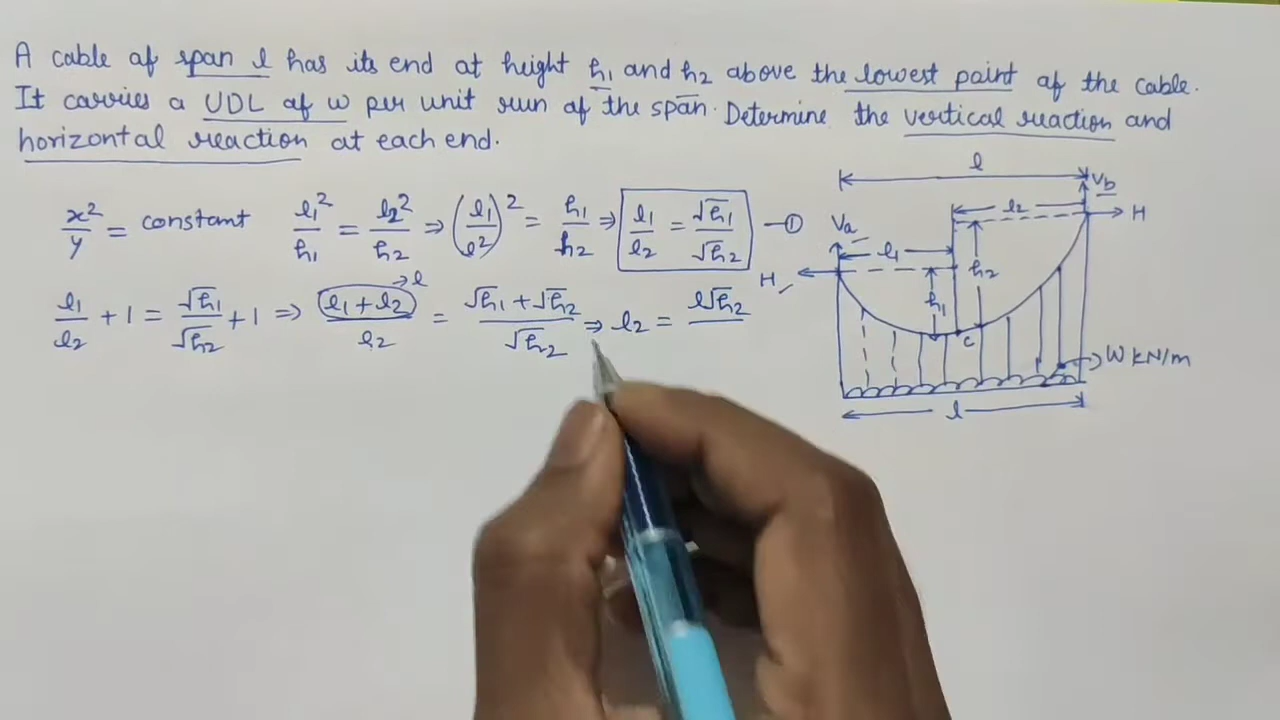 A cable of span l has its end at height h₁ and h₂ above the lowest point of the cable.
It carries a UDL of w per unit run of the span. Determine the vertical reaction and
horizontal reaction at each end.
x²/y = constant l₁²/h₁ = l₂²/h₂ ⇒ (l₁/l²)² = h₁/h₂ ⇒ l₁/l₂ = √h₁/√h₂ —①
l₁/l₂ + 1 = √h₁/√h₂ + 1 ⇒ (l₁ + l₂)/l₂ = (√h₁ + √h₂)/√h₂ ⇒ l₂ = l√h₂
→ l
l
Vb
l₂
H
Va
l₁
h₂
H
h₁
c
W KN/m
l